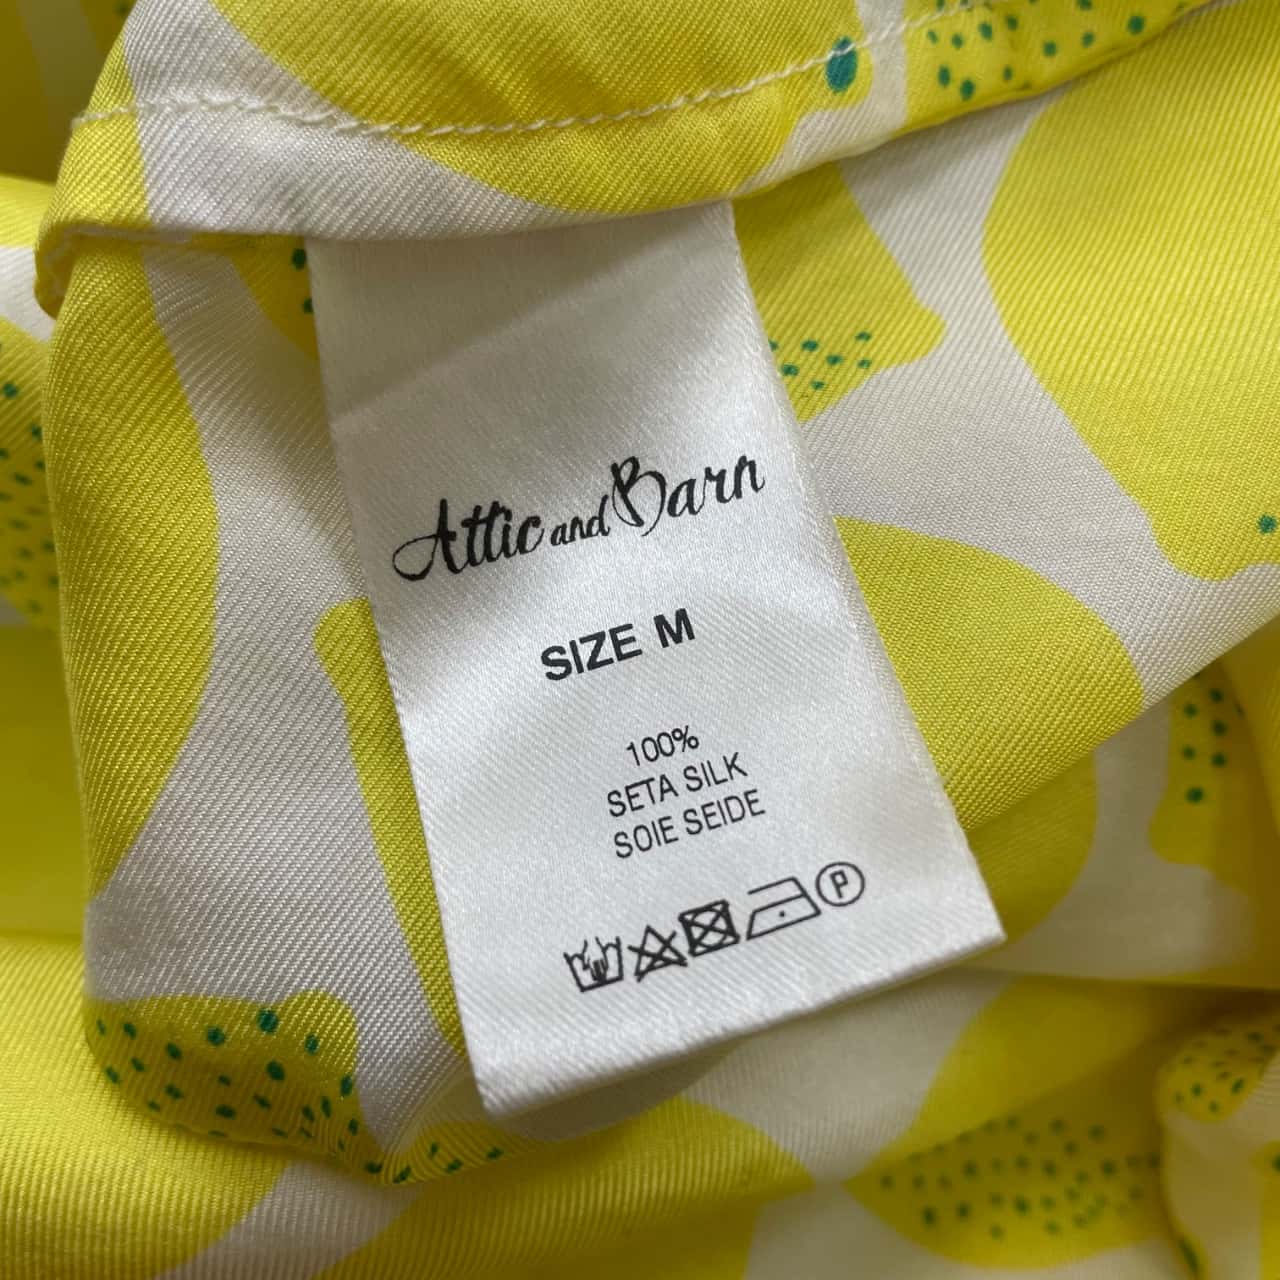 Attic and Barn
SIZE M
100%
SETA SILK
SOIE SEIDE
P